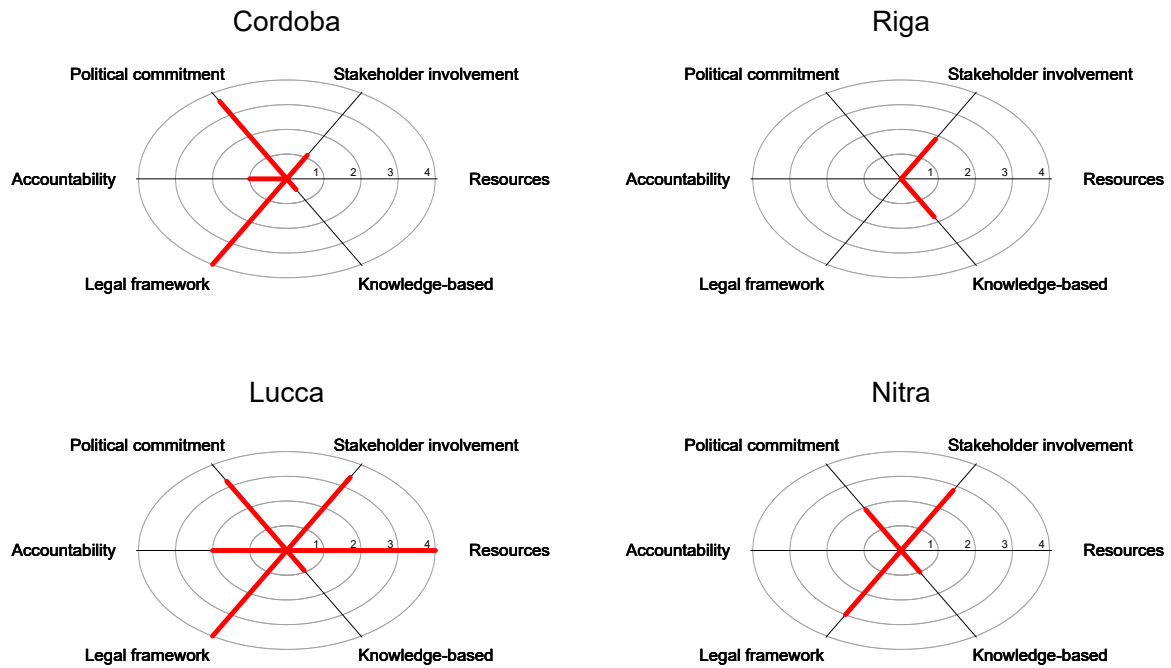 Cordoba
Political commitment Stakeholder involvement
Accountability 1 2 3 4 Resources
Legal framework Knowledge-based
Riga
Political commitment Stakeholder involvement
Accountability 1 2 3 4 Resources
Legal framework Knowledge-based
Lucca
Political commitment Stakeholder involvement
Accountability 1 2 3 4 Resources
Legal framework Knowledge-based
Nitra
Political commitment Stakeholder involvement
Accountability 1 2 3 4 Resources
Legal framework Knowledge-based